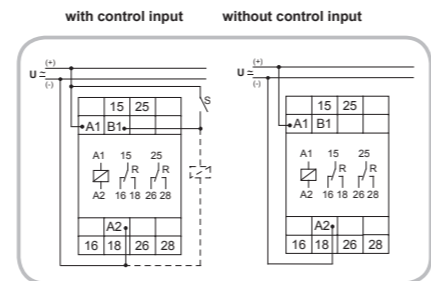 with control input without control input
(+) (+)
U U
(-) (-)
S
15 25 15 25
A1 B1 A1 B1
A1 15 25 A1 15 25
R R R R
A2 16 18 26 28 A2 16 18 26 28
A2 A2
16 18 26 28 16 18 26 28